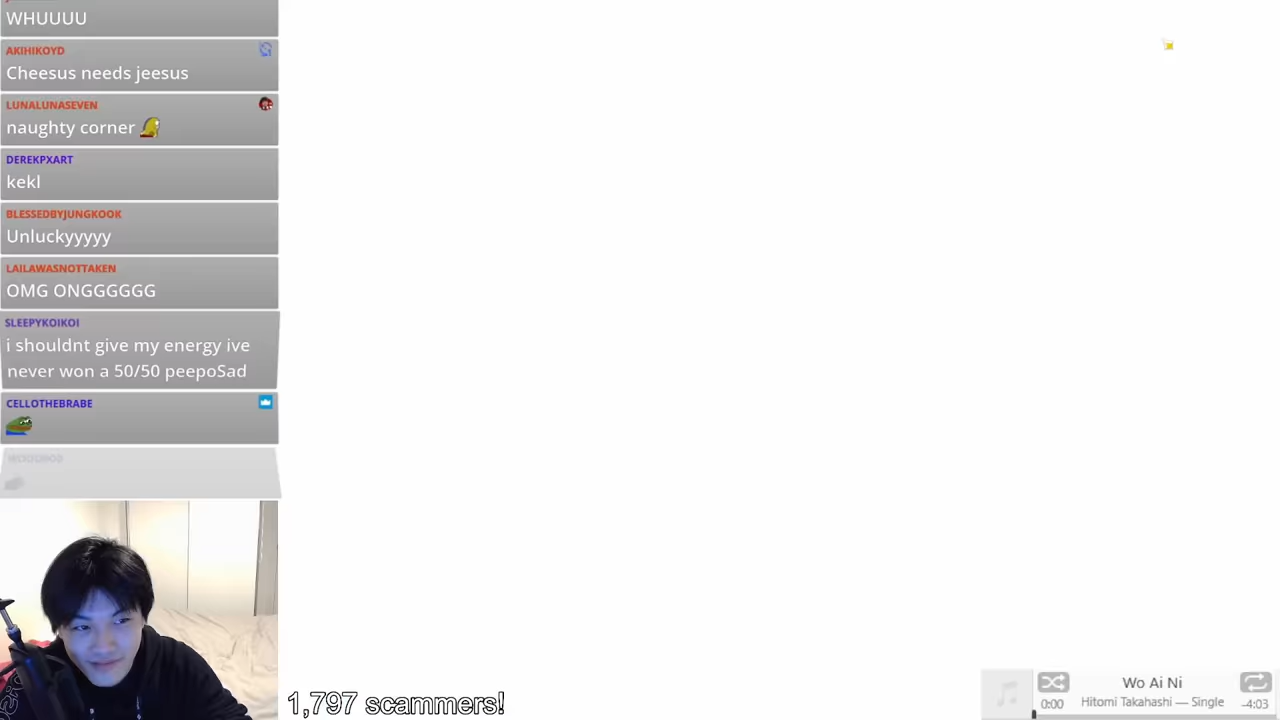 WHUUUU
AKIHIKOYD
Cheesus needs jeesus
LUNALUNASEVEN
naughty corner
DEREKPXART
kekl
BLESSEDBYJUNGKOOK
Unluckyyyyy
LAILAWASNOTTAKEN
OMG ONGGGGGG
SLEEPYKOIKOI
i shouldnt give my energy ive
never won a 50/50 peepoSad
CELLOTHEBRABE
1,797 scammers!
Wo Ai Ni
Hitomi Takahashi — Single
0:00
-4:03